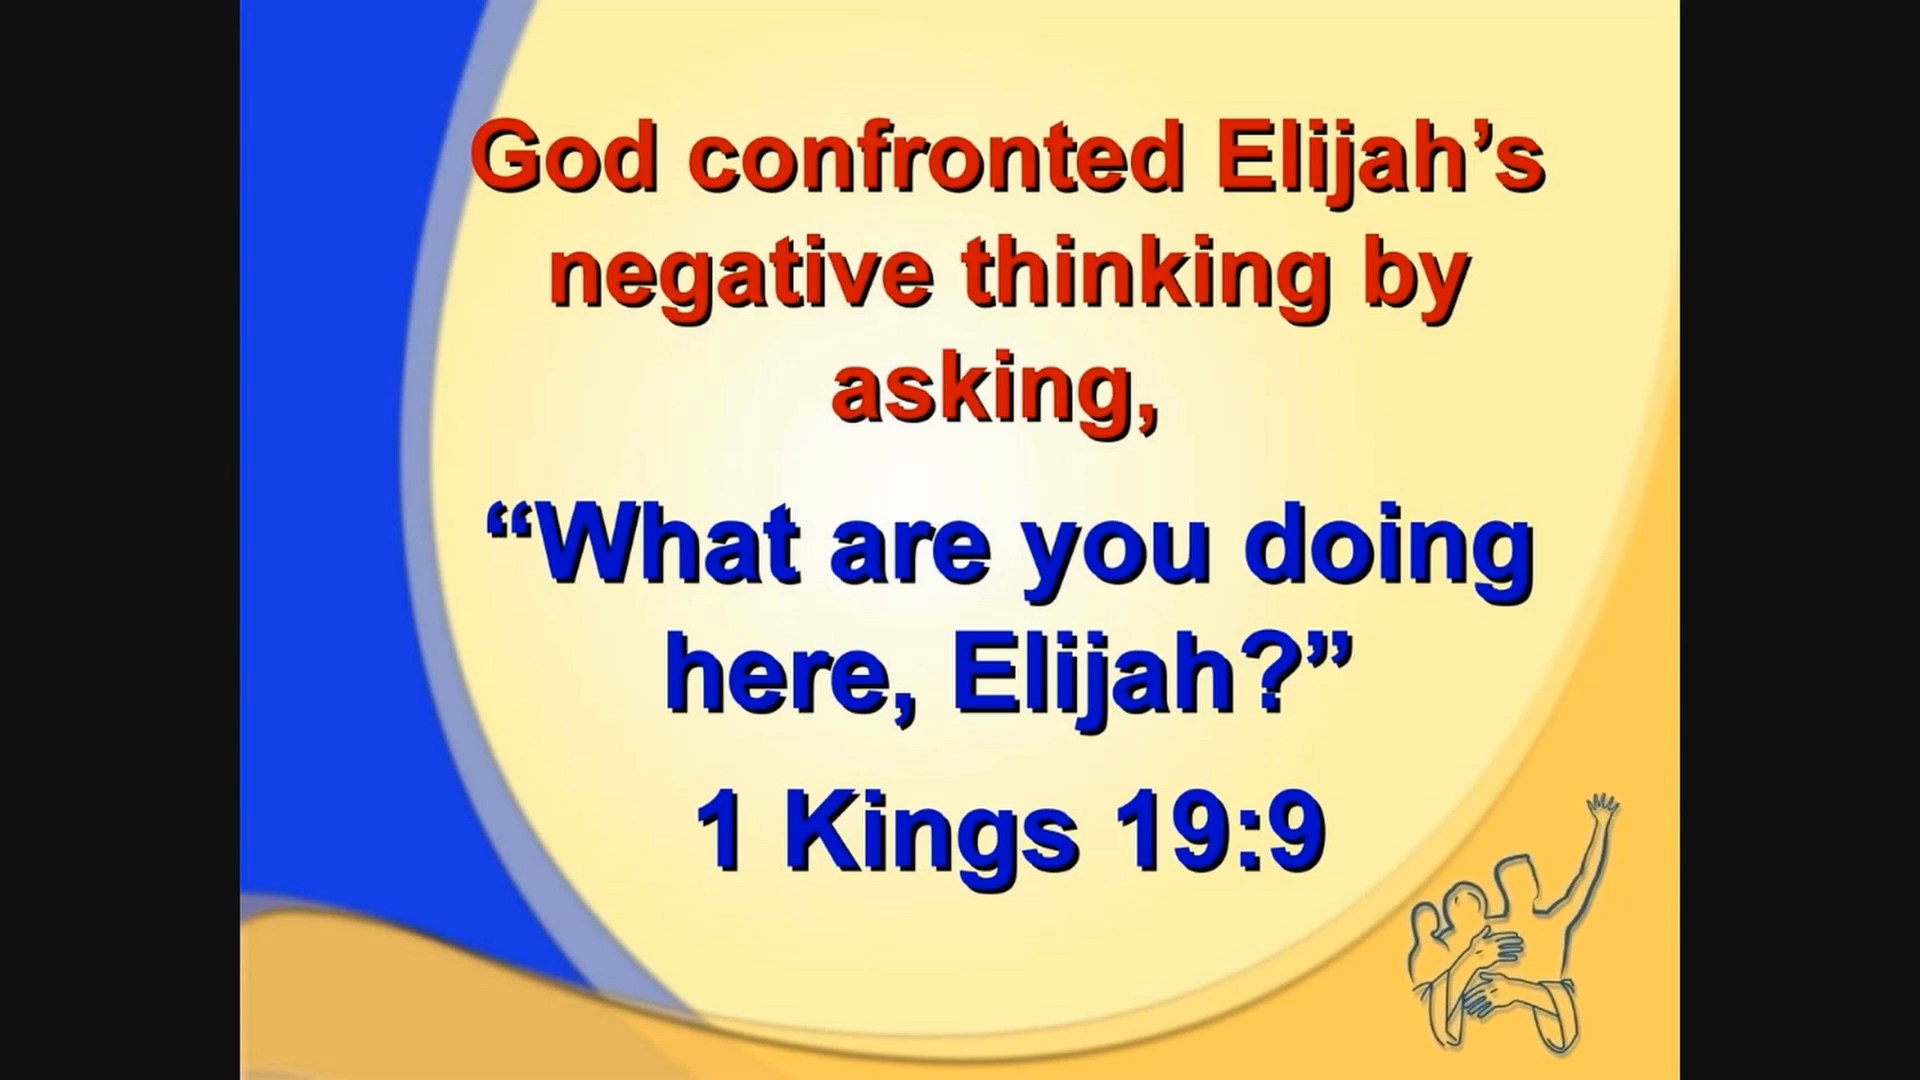 God confronted Elijah’s
negative thinking by
asking,
“What are you doing
here, Elijah?”
1 Kings 19:9